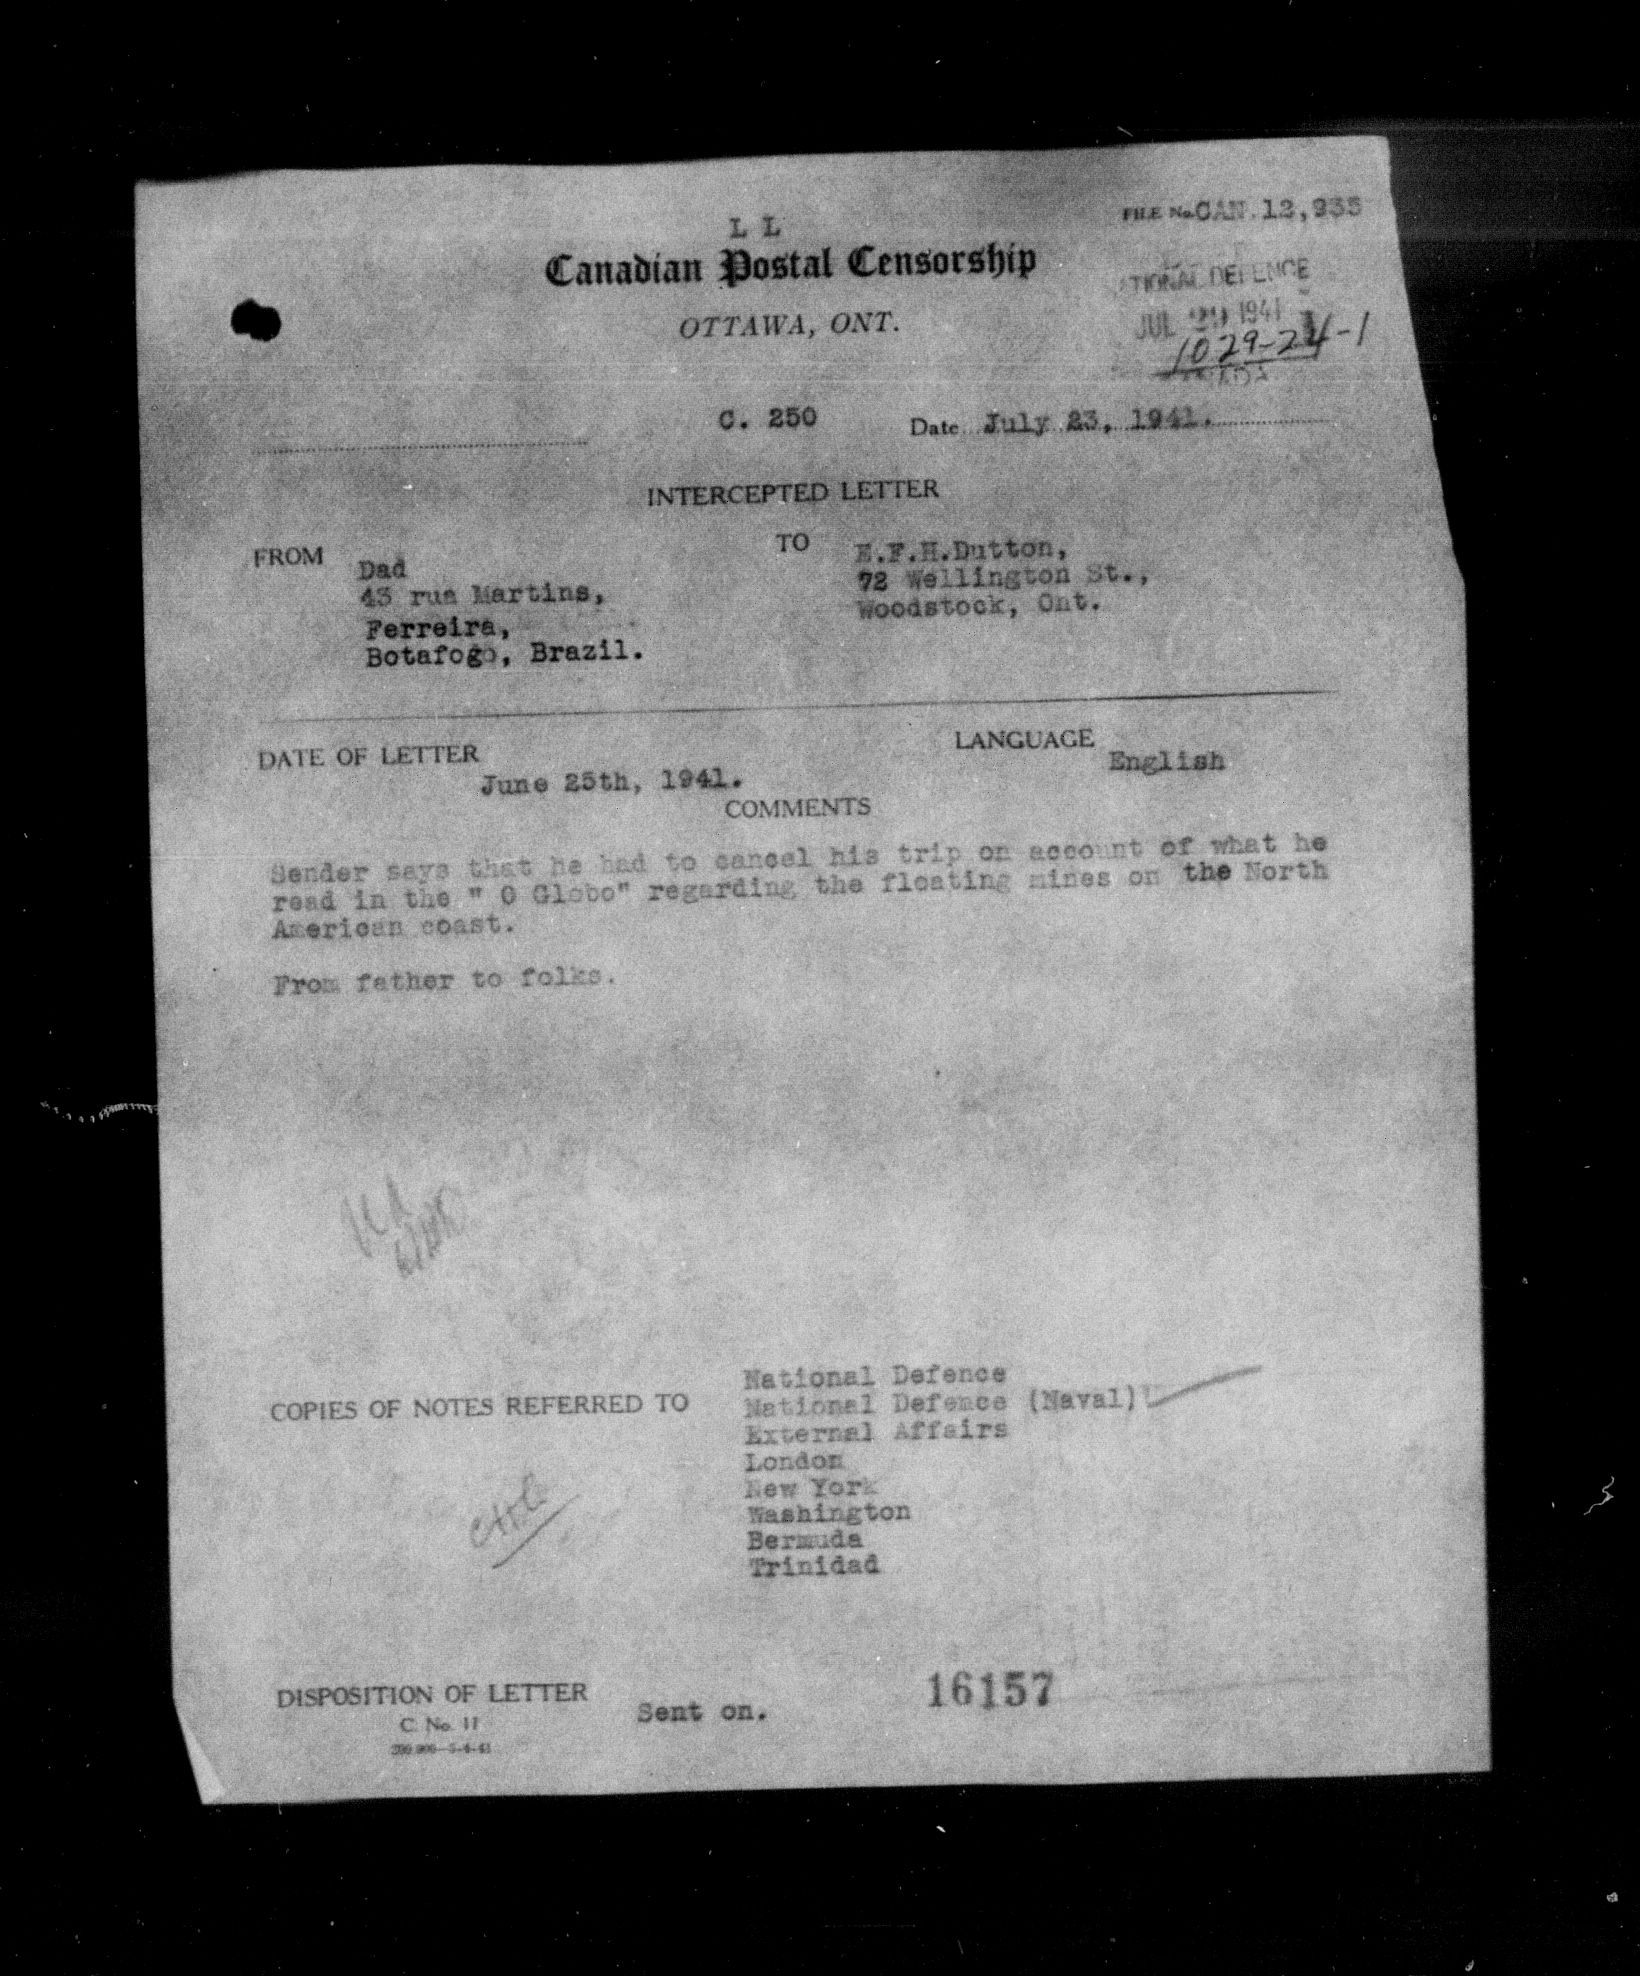 L L
FILE No. CAN. 12,935
Canadian Postal Censorship
OTTAWA, ONT.
TIONAL DEFENCE
JUL 1941
1029-24-1
C. 250
Date July 23, 1941.
INTERCEPTED LETTER
FROM
Dad
43 rua Martins,
Ferreira,
Botafogo, Brazil.
TO
E.F.H.Dutton,
72 Wellington St.,
Woodstock, Ont.
DATE OF LETTER
June 25th, 1941.
LANGUAGE
English
COMMENTS
Sender says that he had to cancel his trip on account of what he
read in the " O Globo" regarding the floating mines on the North
American coast.
From father to folks.
COPIES OF NOTES REFERRED TO
National Defence
National Defence (Naval)
External Affairs
London
New York
Washington
Bermuda
Trinidad
DISPOSITION OF LETTER
Sent on.
16157
C. No. 11